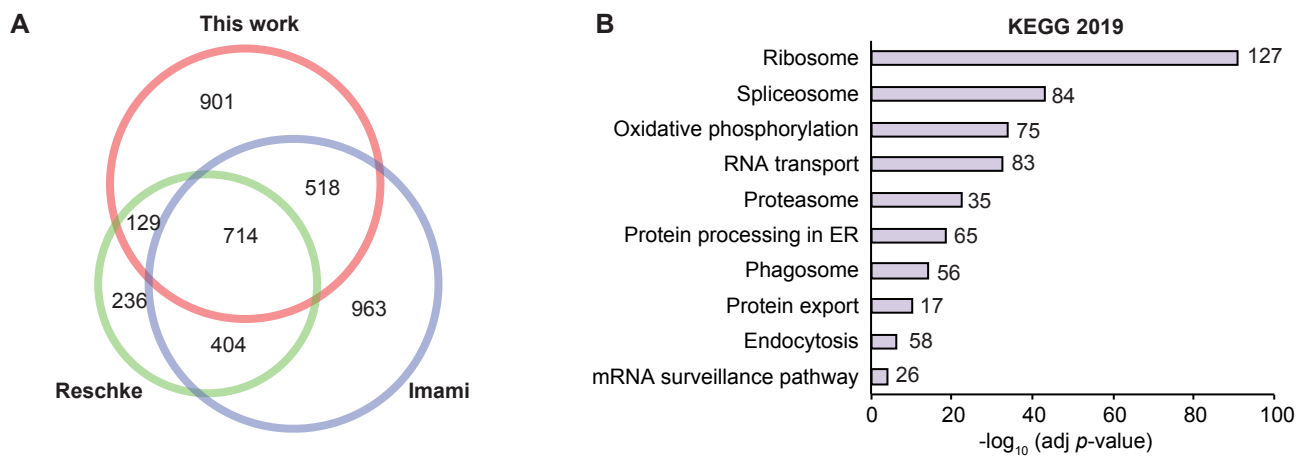 A
This work
901
518
129
714
236
963
404
Reschke
Imami
B
KEGG 2019
Ribosome 127
Spliceosome 84
Oxidative phosphorylation 75
RNA transport 83
Proteasome 35
Protein processing in ER 65
Phagosome 56
Protein export 17
Endocytosis 58
mRNA surveillance pathway 26
0 20 40 60 80 100
-log10 (adj p-value)